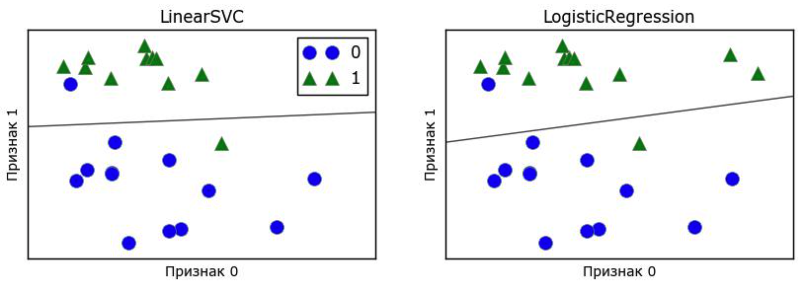 LinearSVC
0
1
Признак 1
Признак 0
LogisticRegression
Признак 1
Признак 0